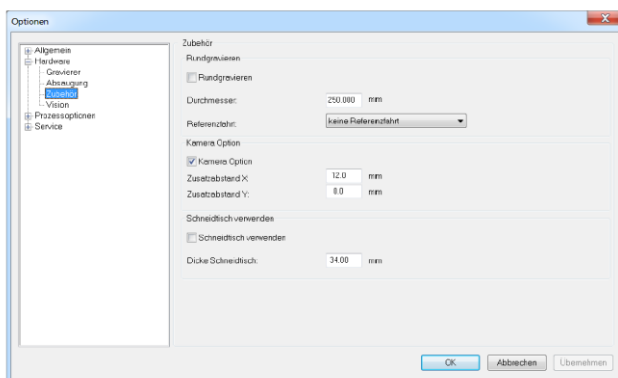 Optionen
Allgemein
Hardware
Gravierer
Absaugung
Zubehör
Vision
Prozessoptionen
Service
Zubehör
Rundgravieren
Rundgravieren
Durchmesser: 250.000 mm
Referenzfahrt: keine Referenzfahrt
Kamera Option
Kamera Option
Zusatzabstand X: 12.0 mm
Zusatzabstand Y: 8.0 mm
Schneidtisch verwenden
Schneidtisch verwenden
Dicke Schneidtisch: 34.00 mm
OK Abbrechen Übernehmen